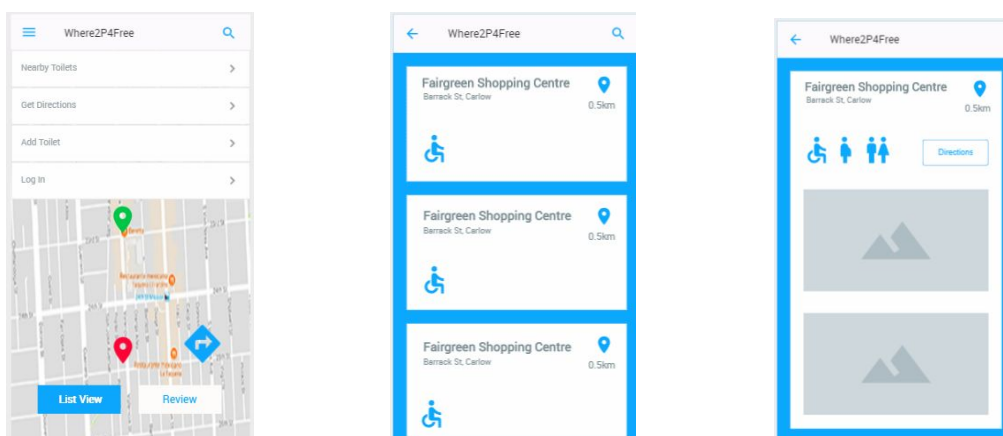 Where2P4Free
Nearby Toilets
Get Directions
Add Toilet
Log In
List View
Review
Where2P4Free
Fairgreen Shopping Centre
Barrack St, Carlow
0.5km
Fairgreen Shopping Centre
Barrack St, Carlow
0.5km
Fairgreen Shopping Centre
Barrack St, Carlow
0.5km
Where2P4Free
Fairgreen Shopping Centre
Barrack St, Carlow
0.5km
Directions